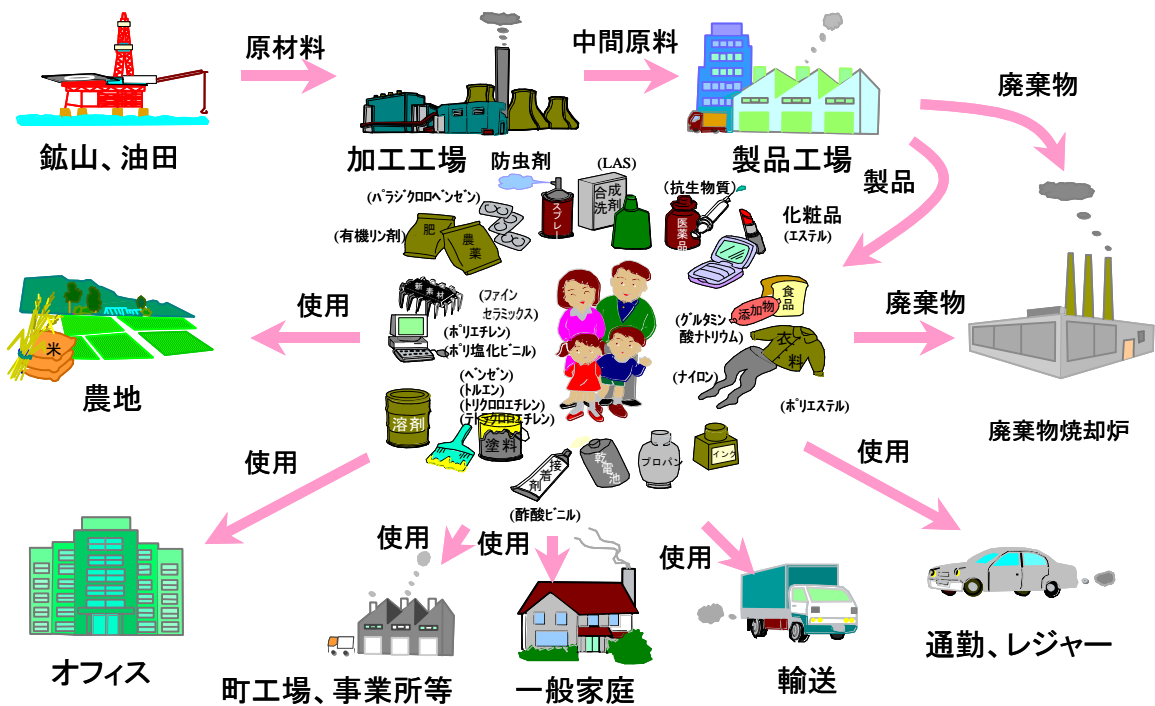 原材料
中間原料
廃棄物
鉱山、油田
加工工場
製品工場
製品
防虫剤
(LAS)
(抗生物質)
化粧品
(エステル)
(パラジクロロベンゼン)
(有機リン剤)
肥
農薬
スプレー
合成
洗剤
医薬品
食品
添加物
(グルタミン
酸ナトリウム)
衣料
(ナイロン)
(ポリエステル)
使用
(ファイン
セラミックス)
(ポリエチレン)
(ポリ塩化ビニル)
廃棄物
米
農地
(ベンゼン)
(トルエン)
(トリクロロエチレン)
(テトラクロロエチレン)
溶剤
塗料
接着剤
乾電池
プロパン
インク
(酢酸ビニル)
廃棄物焼却炉
使用
使用
使用
使用
使用
オフィス
町工場、事業所等
一般家庭
輸送
通勤、レジャー